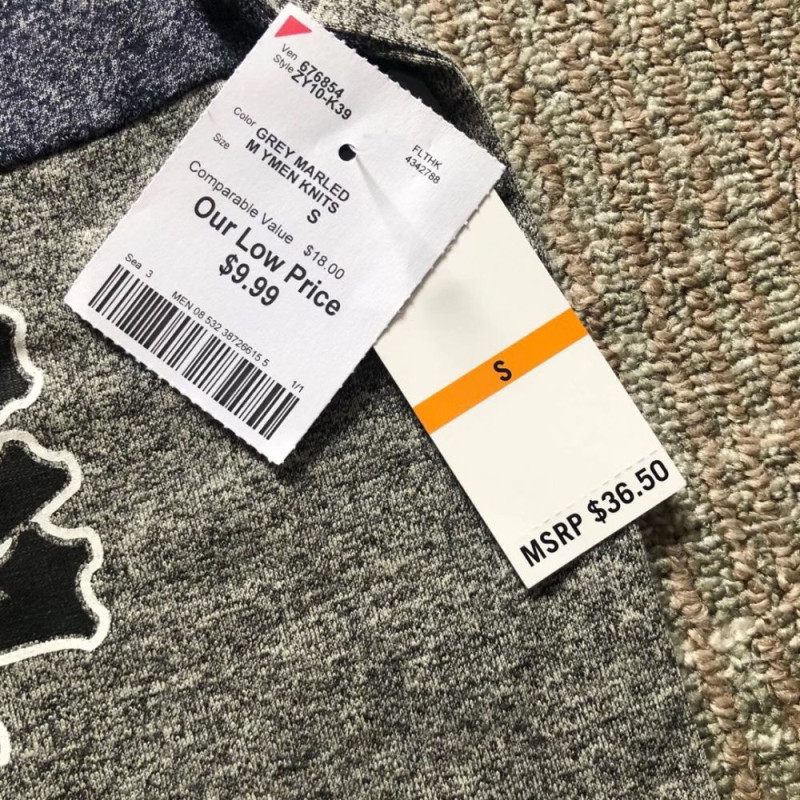 Ven 676854
Style ZY10-K39
FLTHK
4342788
Color GREY MARLED
M YMEN KNITS
Size S
Comparable Value $18.00
Our Low Price
$9.99
Sea 3
MEN 08 532 38726615 5 1/1
S
MSRP $36.50